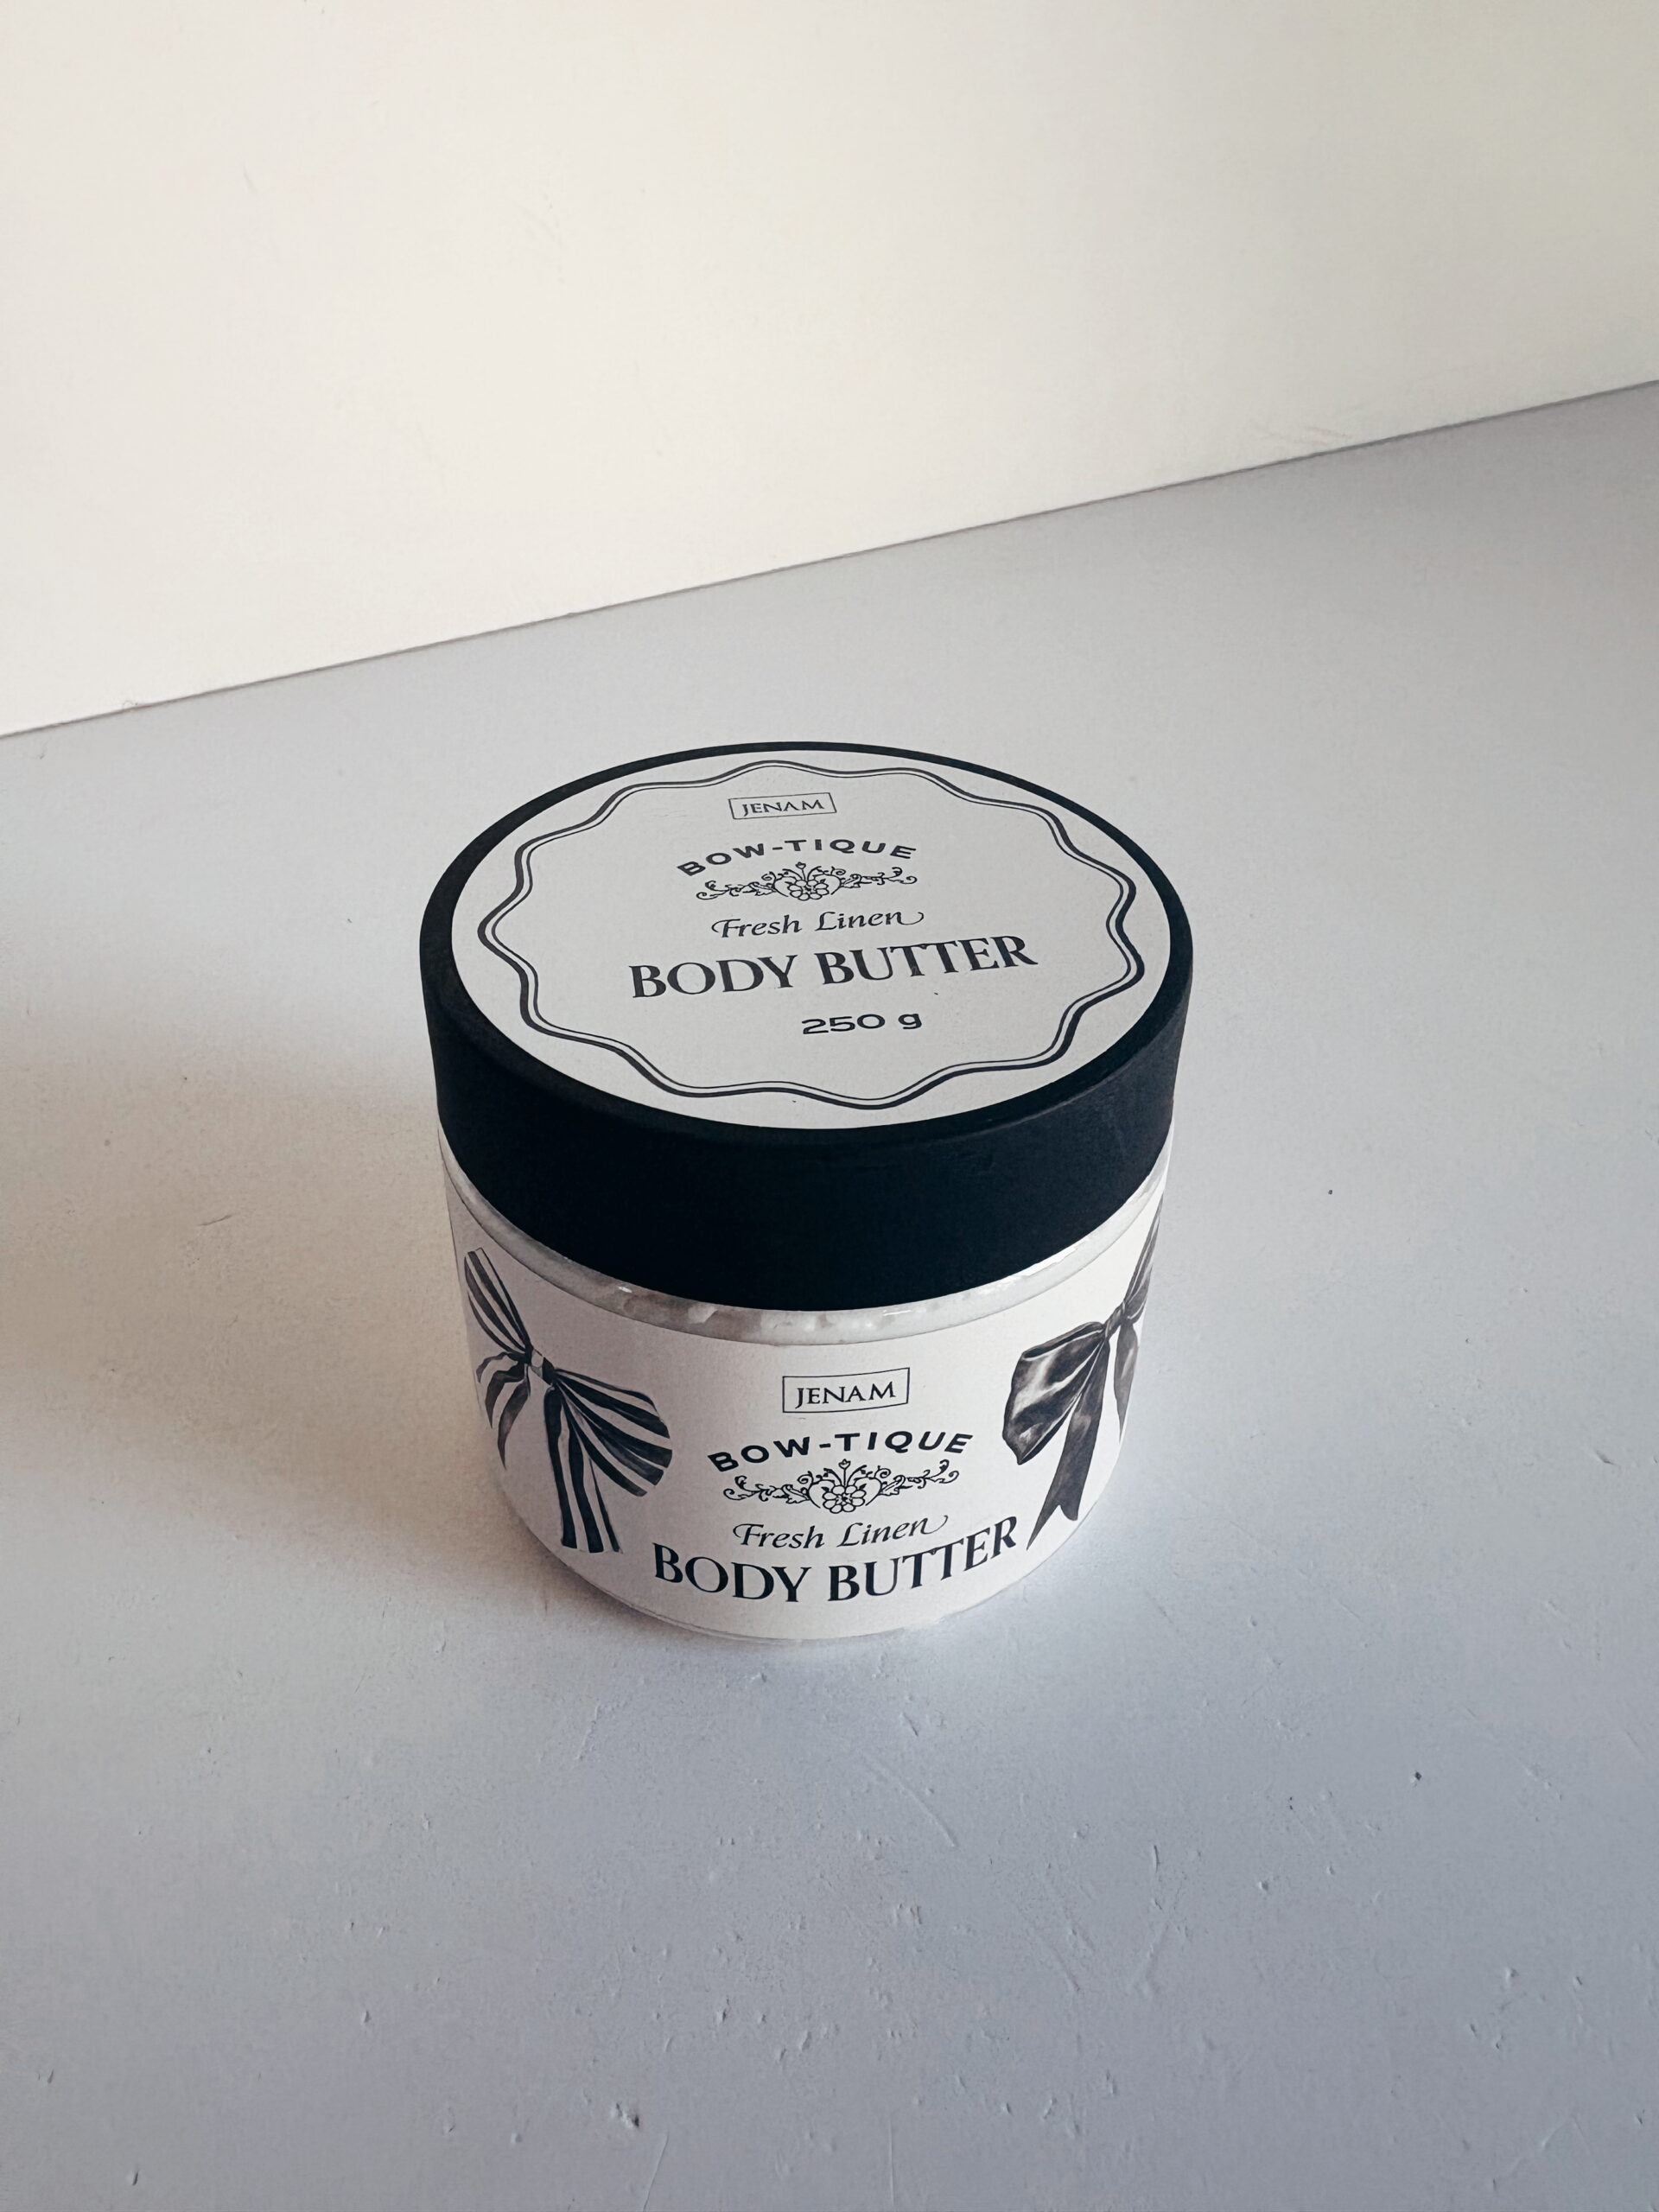 JENAM
BOW-TIQUE
Fresh Linen
BODY BUTTER
250 g
JENAM
BOW-TIQUE
Fresh Linen
BODY BUTTER